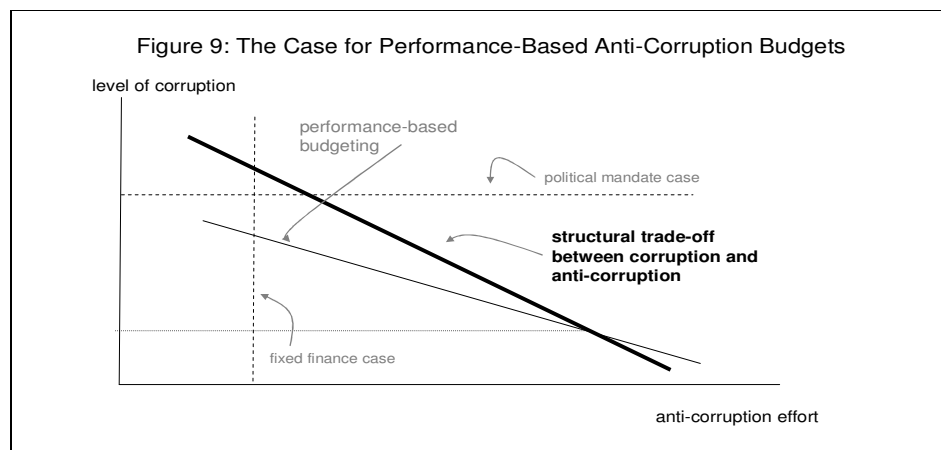 Figure 9: The Case for Performance-Based Anti-Corruption Budgets
level of corruption
performance-based
budgeting
political mandate case
structural trade-off
between corruption and
anti-corruption
fixed finance case
anti-corruption effort